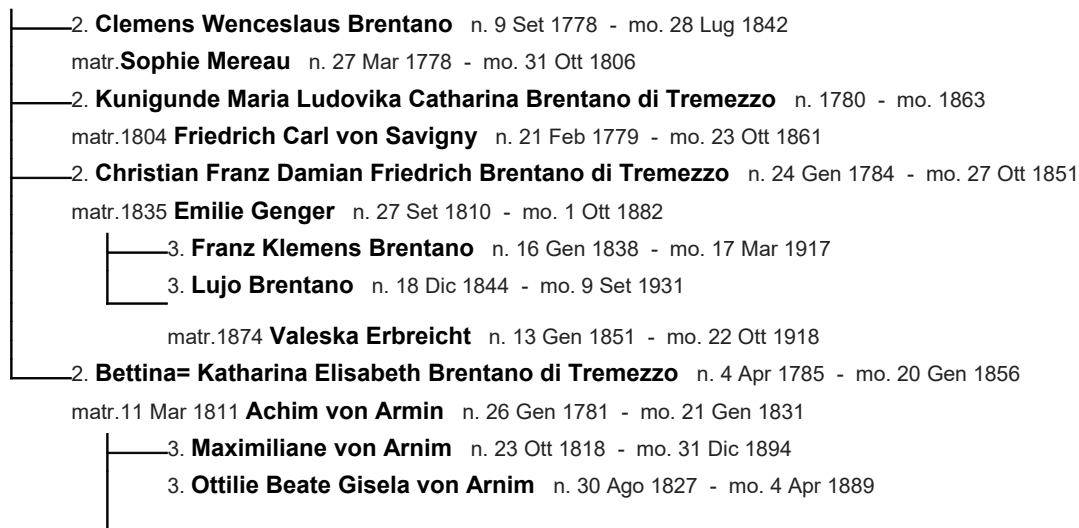 2. Clemens Wenceslaus Brentano n. 9 Set 1778 - mo. 28 Lug 1842
matr.Sophie Mereau n. 27 Mar 1778 - mo. 31 Ott 1806
2. Kunigunde Maria Ludovika Catharina Brentano di Tremezzo n. 1780 - mo. 1863
matr.1804 Friedrich Carl von Savigny n. 21 Feb 1779 - mo. 23 Ott 1861
2. Christian Franz Damian Friedrich Brentano di Tremezzo n. 24 Gen 1784 - mo. 27 Ott 1851
matr.1835 Emilie Genger n. 27 Set 1810 - mo. 1 Ott 1882
3. Franz Klemens Brentano n. 16 Gen 1838 - mo. 17 Mar 1917
3. Lujo Brentano n. 18 Dic 1844 - mo. 9 Set 1931
matr.1874 Valeska Erbreicht n. 13 Gen 1851 - mo. 22 Ott 1918
2. Bettina= Katharina Elisabeth Brentano di Tremezzo n. 4 Apr 1785 - mo. 20 Gen 1856
matr.11 Mar 1811 Achim von Armin n. 26 Gen 1781 - mo. 21 Gen 1831
3. Maximiliane von Arnim n. 23 Ott 1818 - mo. 31 Dic 1894
3. Ottilie Beate Gisela von Arnim n. 30 Ago 1827 - mo. 4 Apr 1889